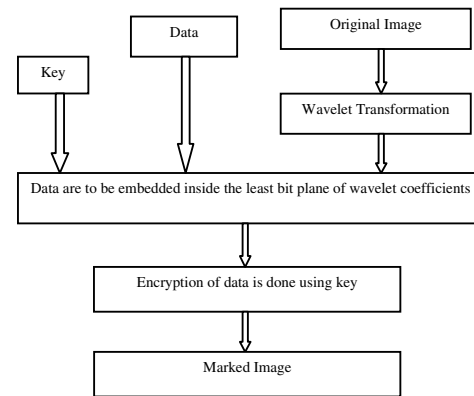 Original Image
Data
Key
Wavelet Transformation
Data are to be embedded inside the least bit plane of wavelet coefficients
Encryption of data is done using key
Marked Image